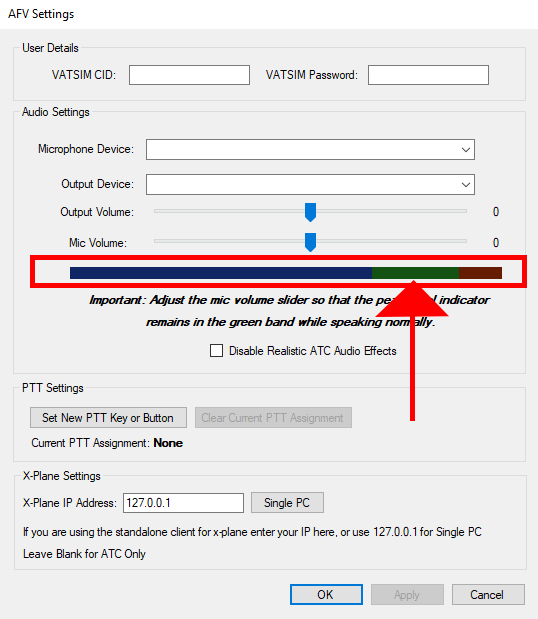 AFV Settings
User Details
VATSIM CID:
VATSIM Password:
Audio Settings
Microphone Device:
Output Device:
Output Volume: 0
Mic Volume: 0
Important: Adjust the mic volume slider so that the indicator
remains in the green band while speaking normally.
Disable Realistic ATC Audio Effects
PTT Settings
Set New PTT Key or Button
Clear Current PTT Assignment
Current PTT Assignment: None
X-Plane Settings
X-Plane IP Address: 127.0.0.1 Single PC
If you are using the standalone client for x-plane enter your IP here, or use 127.0.0.1 for Single PC
Leave Blank for ATC Only
OK Apply Cancel